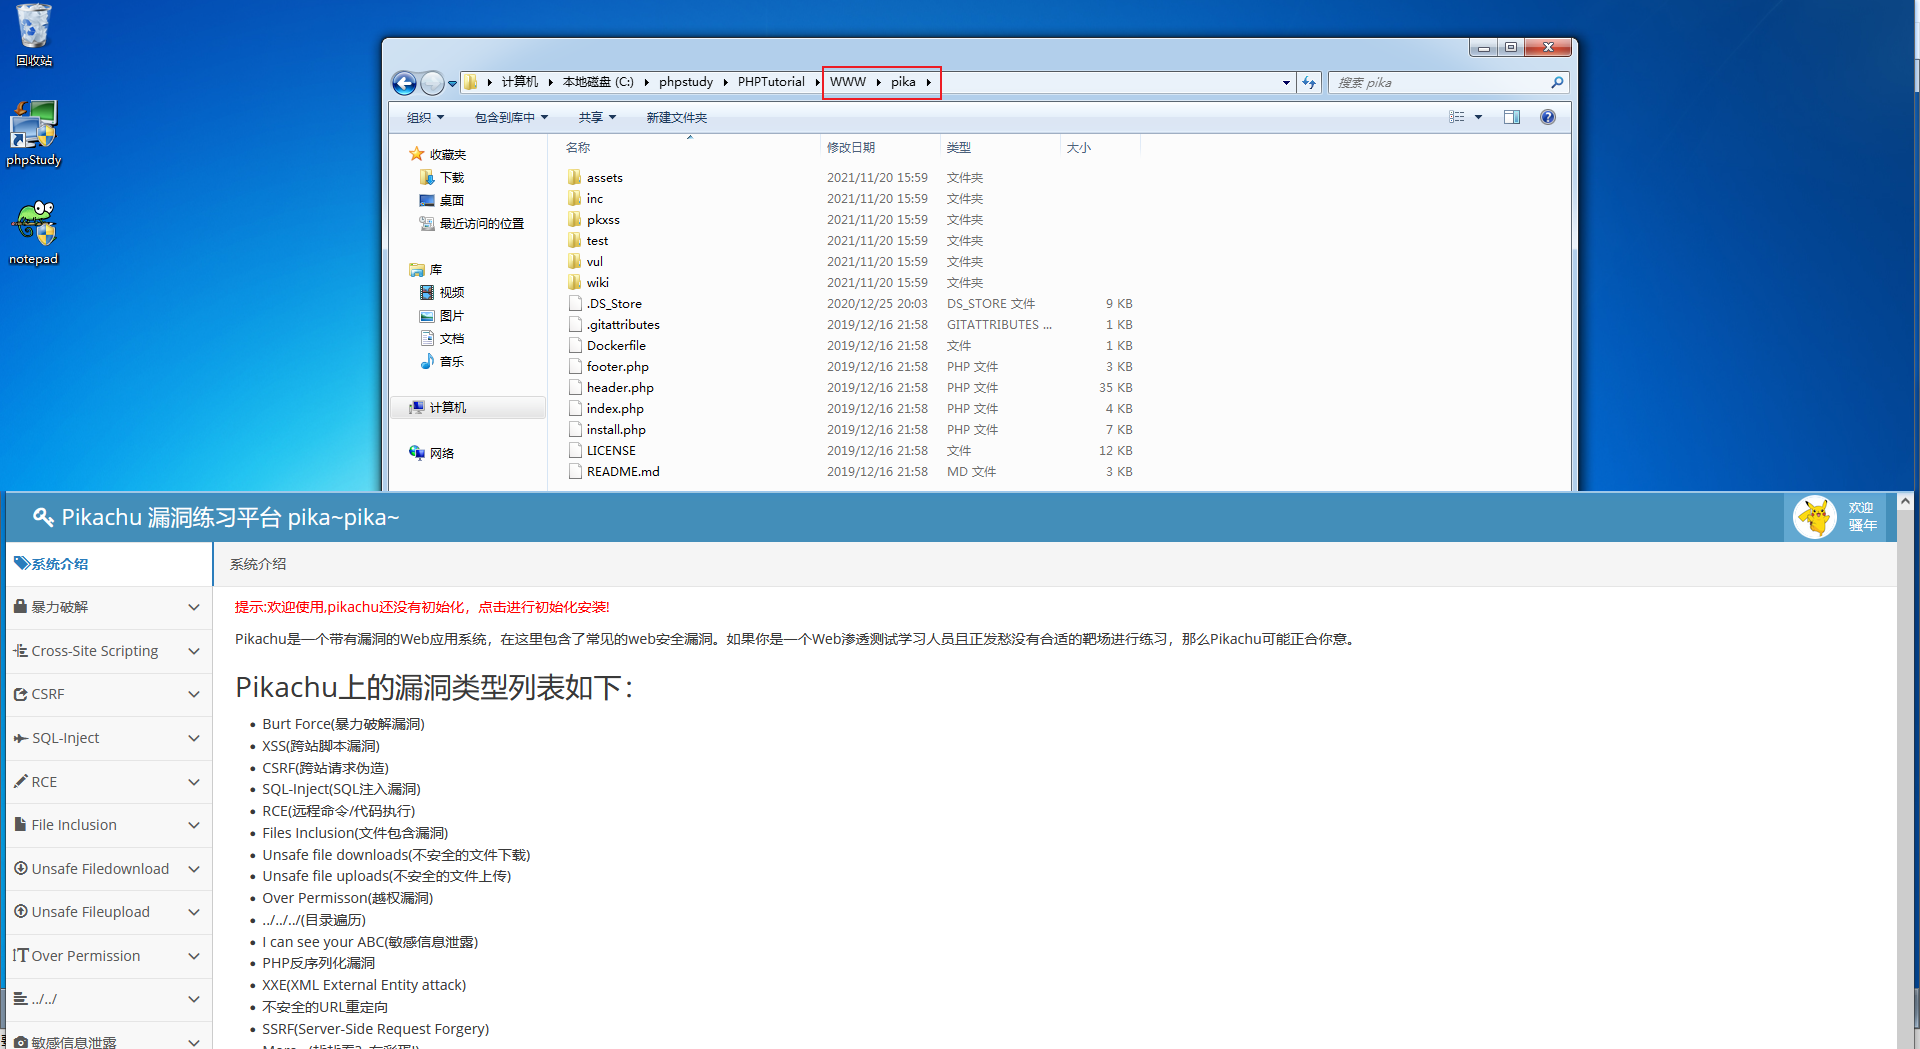 回收站
phpStudy
notepad
计算机 本地磁盘 (C:) phpstudy PHPTutorial WWW pika
搜索 pika
组织 包含到库中 共享 新建文件夹
收藏夹
下载
桌面
最近访问的位置
库
视频
图片
文档
音乐
计算机
网络
名称 修改日期 类型 大小
assets 2021/11/20 15:59 文件夹
inc 2021/11/20 15:59 文件夹
pkxss 2021/11/20 15:59 文件夹
test 2021/11/20 15:59 文件夹
vul 2021/11/20 15:59 文件夹
wiki 2021/11/20 15:59 文件夹
.DS_Store 2020/12/25 20:03 DS_STORE 文件 9 KB
.gitattributes 2019/12/16 21:58 GITATTRIBUTES ... 1 KB
Dockerfile 2019/12/16 21:58 文件 1 KB
footer.php 2019/12/16 21:58 PHP 文件 3 KB
header.php 2019/12/16 21:58 PHP 文件 35 KB
index.php 2019/12/16 21:58 PHP 文件 4 KB
install.php 2019/12/16 21:58 PHP 文件 7 KB
LICENSE 2019/12/16 21:58 文件 12 KB
README.md 2019/12/16 21:58 MD 文件 3 KB
Pikachu 漏洞练习平台 pika~pika~
欢迎
骚年
系统介绍
暴力破解
Cross-Site Scripting
CSRF
SQL-Inject
RCE
File Inclusion
Unsafe Filedownload
Unsafe Fileupload
Over Permission
../../
敏感信息泄露
系统介绍
提示:欢迎使用,pikachu还没有初始化，点击进行初始化安装!
Pikachu是一个带有漏洞的Web应用系统，在这里包含了常见的web安全漏洞。如果你是一个Web渗透测试学习人员且正发愁没有合适的靶场进行练习，那么Pikachu可能正合你意。
Pikachu上的漏洞类型列表如下：
Burt Force(暴力破解漏洞)
XSS(跨站脚本漏洞)
CSRF(跨站请求伪造)
SQL-Inject(SQL注入漏洞)
RCE(远程命令/代码执行)
Files Inclusion(文件包含漏洞)
Unsafe file downloads(不安全的文件下载)
Unsafe file uploads(不安全的文件上传)
Over Permisson(越权漏洞)
../../../(目录遍历)
I can see your ABC(敏感信息泄露)
PHP反序列化漏洞
XXE(XML External Entity attack)
不安全的URL重定向
SSRF(Server-Side Request Forgery)